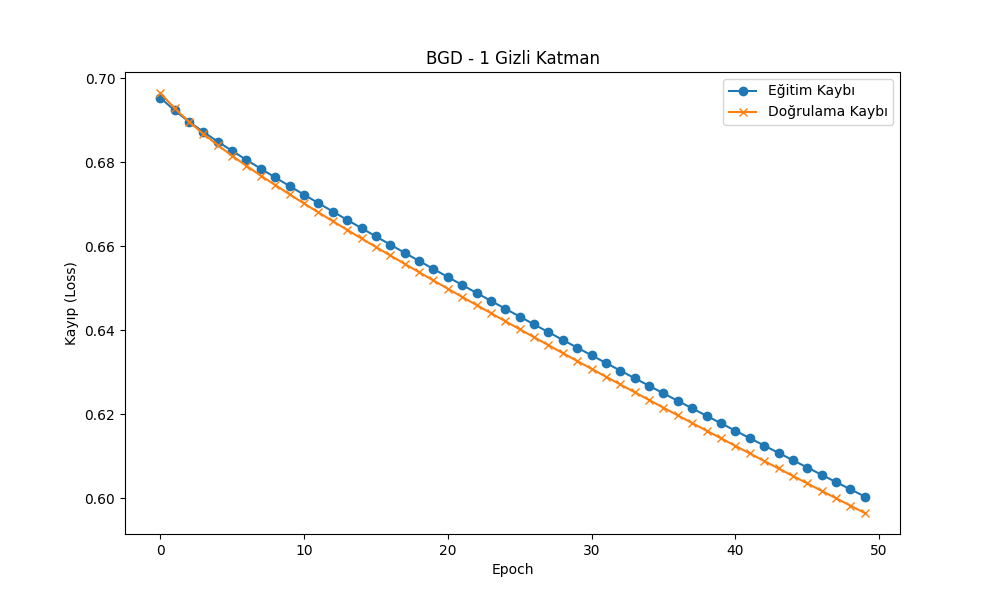 BGD - 1 Gizli Katman
Eğitim Kaybı
Doğrulama Kaybı
Kayıp (Loss)
0.70
0.68
0.66
0.64
0.62
0.60
0
10
20
30
40
50
Epoch